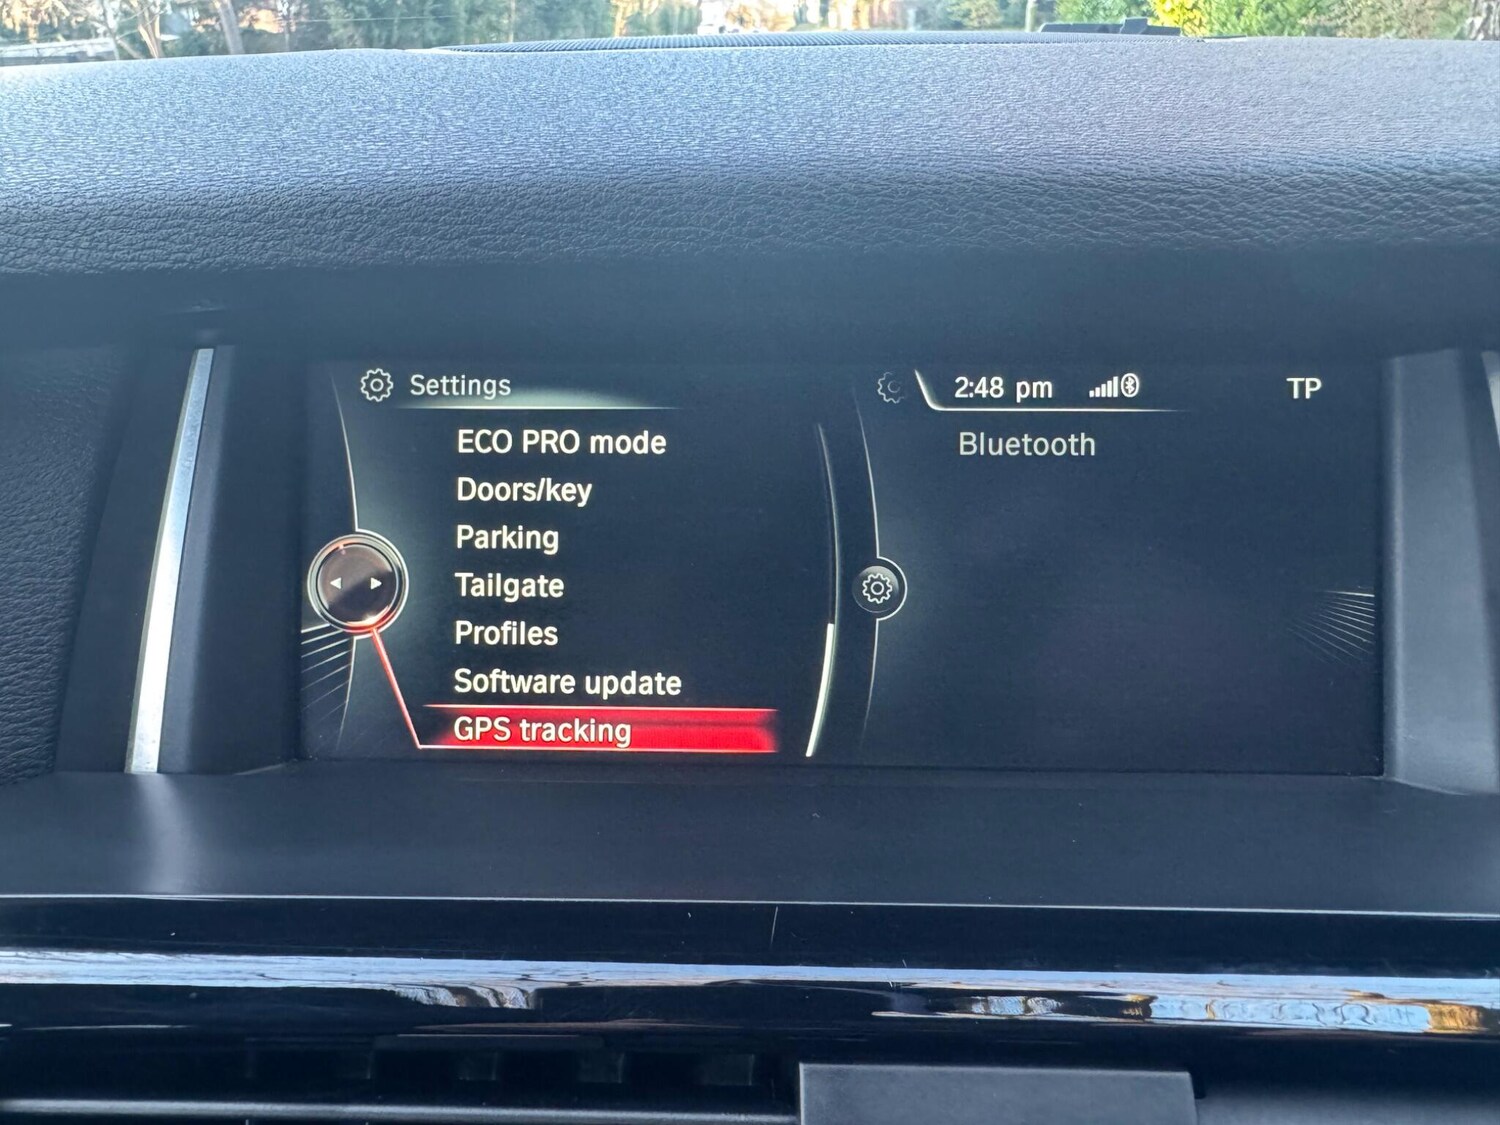 Settings
ECO PRO mode
Doors/key
Parking
Tailgate
Profiles
Software update
GPS tracking
2:48 pm
TP
Bluetooth